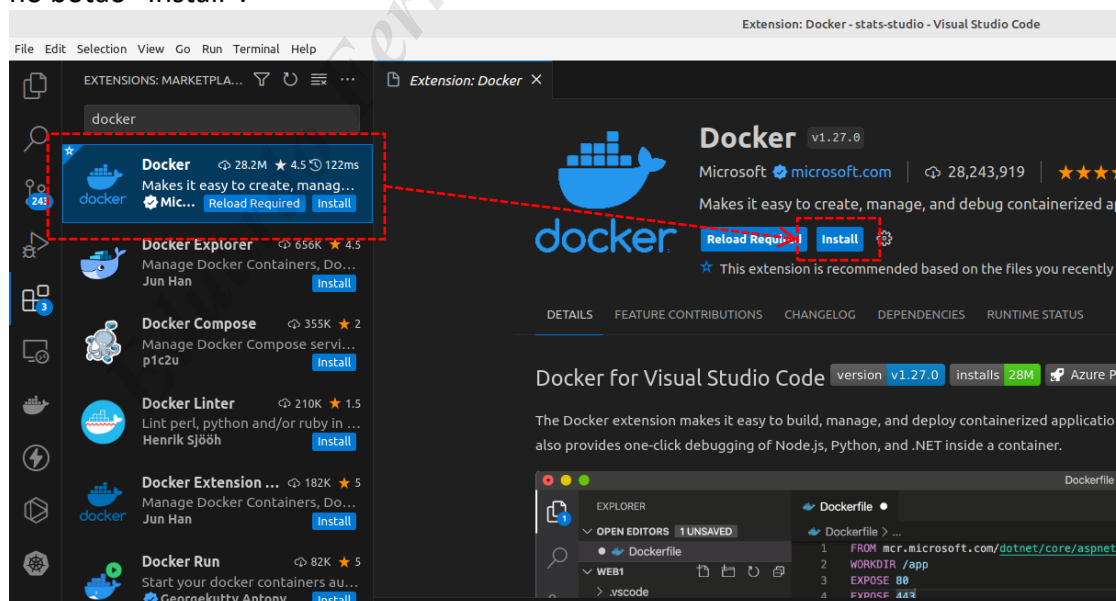 no botão "Install".
Extension: Docker - stats-studio - Visual Studio Code
File Edit Selection View Go Run Terminal Help
EXTENSIONS: MARKETPLA...
Extension: Docker
docker
Docker 28.2M 4.5 122ms
Makes it easy to create, manag...
Mic... Reload Required Install
docker
Docker Explorer 656K 4.5
Manage Docker Containers, Do...
Jun Han Install
Docker Compose 355K 2
Manage Docker Compose servi...
p1c2u Install
Docker Linter 210K 1.5
Lint perl, python and/or ruby in ...
Henrik Sjööh Install
Docker Extension ... 182K 5
Manage Docker Containers, Do...
Jun Han Install
docker
Docker Run 82K 5
Start your docker containers au...
Georgekutty Antony Install
243
3
docker
Docker v1.27.0
Microsoft microsoft.com 28,243,919
Makes it easy to create, manage, and debug containerized
Reload Required Install
This extension is recommended based on the files you recently
DETAILS FEATURE CONTRIBUTIONS CHANGELOG DEPENDENCIES RUNTIME STATUS
Docker for Visual Studio Code version v1.27.0 installs 28M Azure P
The Docker extension makes it easy to build, manage, and deploy containerized applicatio
also provides one-click debugging of Node.js, Python, and .NET inside a container.
Dockerfile
EXPLORER
OPEN EDITORS 1 UNSAVED
Dockerfile
WEB1
.vscode
1
Dockerfile
Dockerfile > ...
1 FROM mcr.microsoft.com/dotnet/core/aspnet
2 WORKDIR /app
3 EXPOSE 80
4 EXPOSE 443